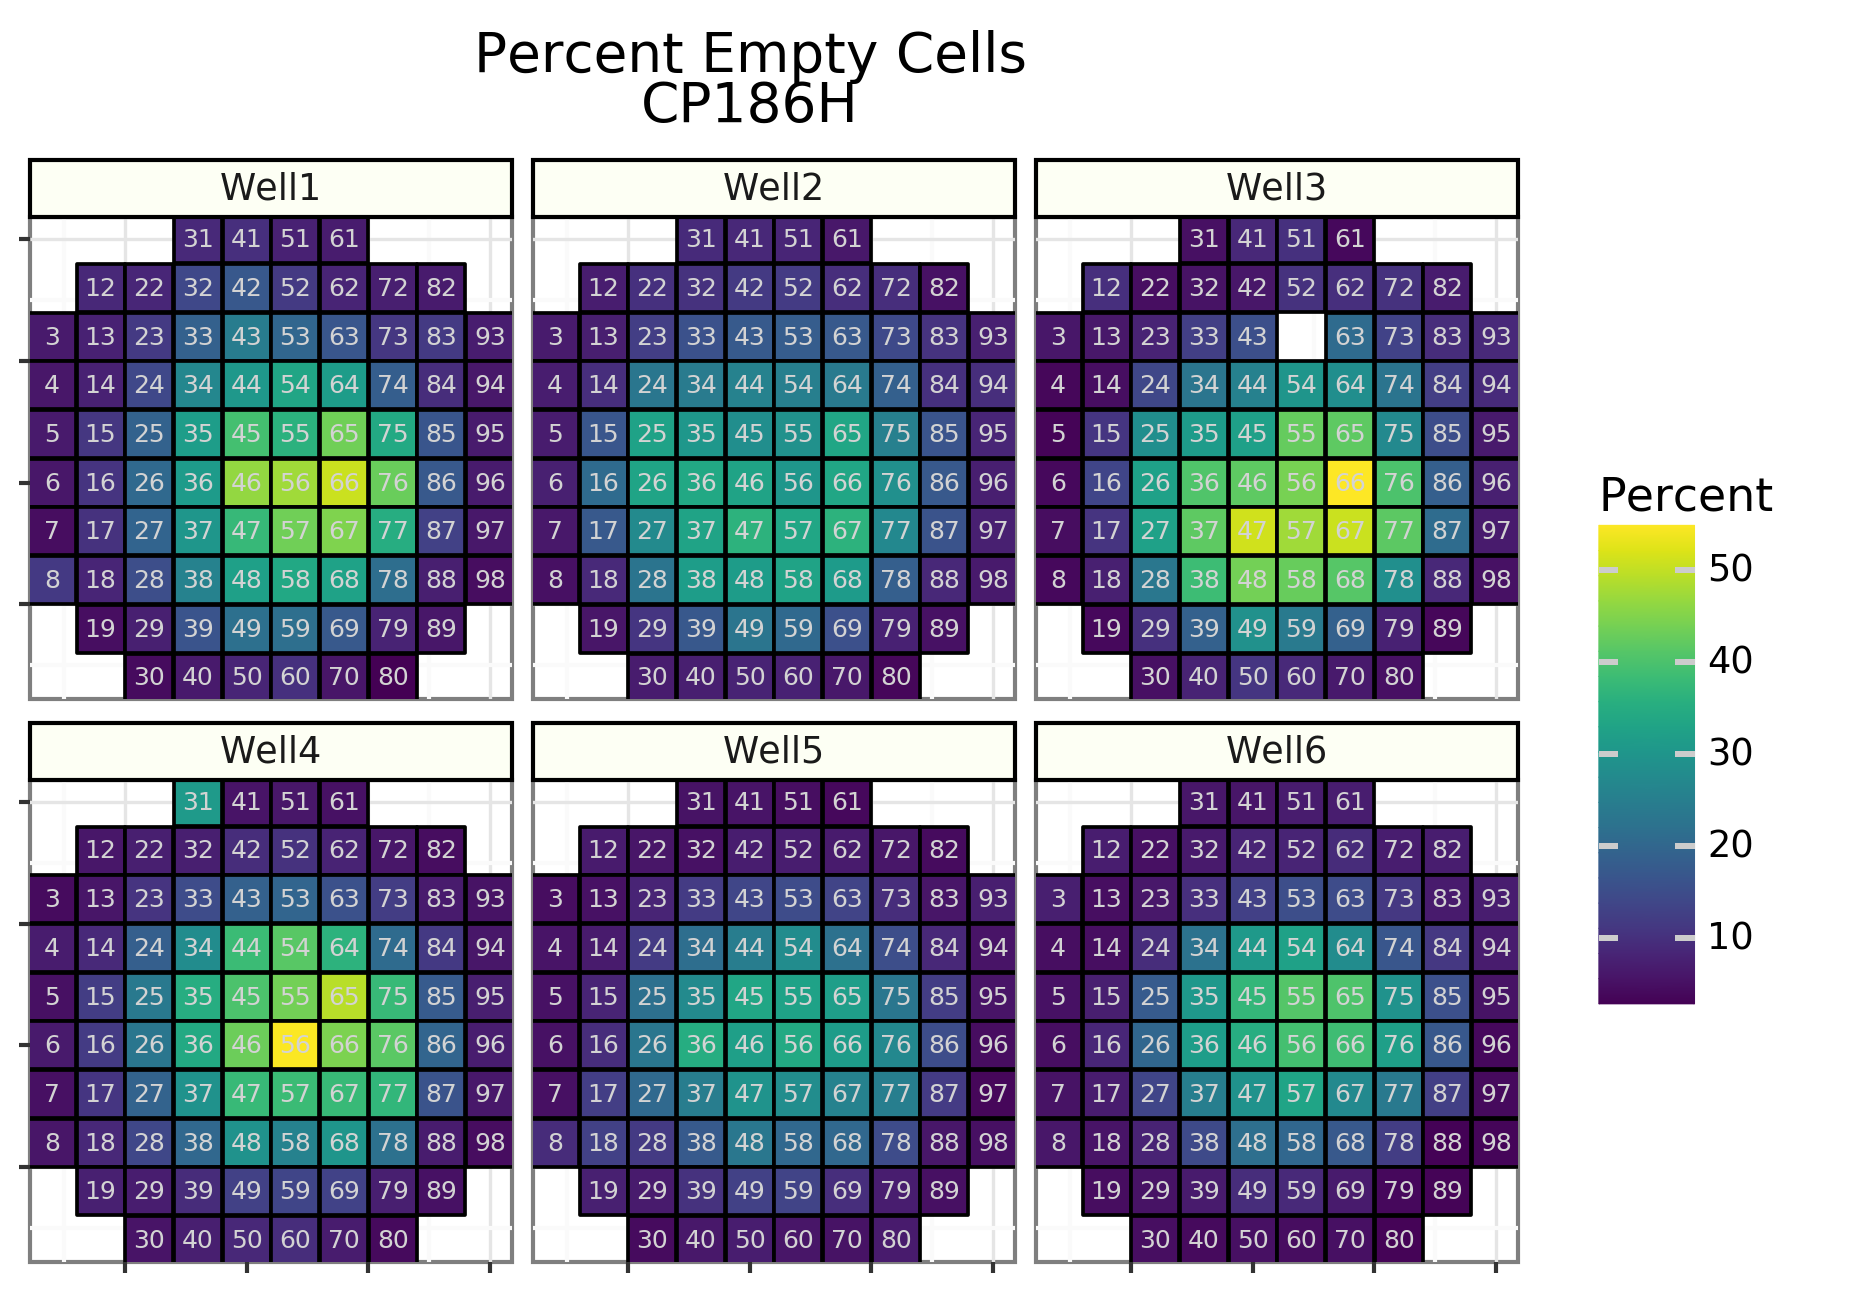 Percent Empty Cells
CP186H
Well1 Well2 Well3
31 41 51 61 31 41 51 61 31 41 51 61
12 22 32 42 52 62 72 82 12 22 32 42 52 62 72 82 12 22 32 42 52 62 72 82
3 13 23 33 43 53 63 73 83 93 3 13 23 33 43 53 63 73 83 93 3 13 23 33 43 63 73 83 93
4 14 24 34 44 54 64 74 84 94 4 14 24 34 44 54 64 74 84 94 4 14 24 34 44 54 64 74 84 94
5 15 25 35 45 55 65 75 85 95 5 15 25 35 45 55 65 75 85 95 5 15 25 35 45 55 65 75 85 95
6 16 26 36 46 56 66 76 86 96 6 16 26 36 46 56 66 76 86 96 6 16 26 36 46 56 66 76 86 96
7 17 27 37 47 57 67 77 87 97 7 17 27 37 47 57 67 77 87 97 7 17 27 37 47 57 67 77 87 97
8 18 28 38 48 58 68 78 88 98 8 18 28 38 48 58 68 78 88 98 8 18 28 38 48 58 68 78 88 98
19 29 39 49 59 69 79 89 19 29 39 49 59 69 79 89 19 29 39 49 59 69 79 89
30 40 50 60 70 80 30 40 50 60 70 80 30 40 50 60 70 80
Well4 Well5 Well6
31 41 51 61 31 41 51 61 31 41 51 61
12 22 32 42 52 62 72 82 12 22 32 42 52 62 72 82 12 22 32 42 52 62 72 82
3 13 23 33 43 53 63 73 83 93 3 13 23 33 43 53 63 73 83 93 3 13 23 33 43 53 63 73 83 93
4 14 24 34 44 54 64 74 84 94 4 14 24 34 44 54 64 74 84 94 4 14 24 34 44 54 64 74 84 94
5 15 25 35 45 55 65 75 85 95 5 15 25 35 45 55 65 75 85 95 5 15 25 35 45 55 65 75 85 95
6 16 26 36 46 56 66 76 86 96 6 16 26 36 46 56 66 76 86 96 6 16 26 36 46 56 66 76 86 96
7 17 27 37 47 57 67 77 87 97 7 17 27 37 47 57 67 77 87 97 7 17 27 37 47 57 67 77 87 97
8 18 28 38 48 58 68 78 88 98 8 18 28 38 48 58 68 78 88 98 8 18 28 38 48 58 68 78 88 98
19 29 39 49 59 69 79 89 19 29 39 49 59 69 79 89 19 29 39 49 59 69 79 89
30 40 50 60 70 80 30 40 50 60 70 80 30 40 50 60 70 80
Percent
50
40
30
20
10